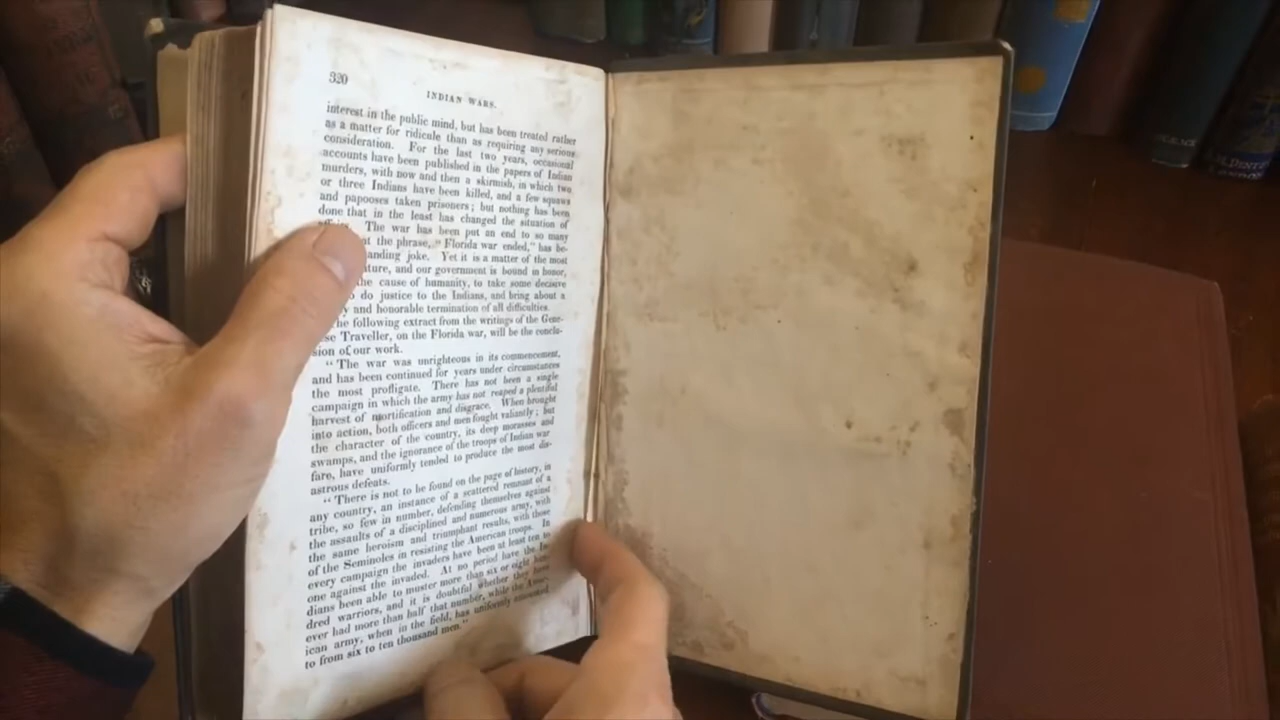 320
INDIAN WARS.
interest in the public mind, but has been treated rather
as a matter for ridicule than as requiring any serious
consideration. For the last two years, occasional
accounts have been published in the papers of Indian
murders, with now and then a skirmish, in which two
or three Indians have been killed, and a few squaws
and papooses taken prisoners; but nothing has been
done that in the least has changed the situation of
The war has been put an end to so many
the phrase, "Florida war ended," has be-
joke. Yet it is a matter of the most
and our government is bound in honor,
the cause of humanity, to take some decisive
do justice to the Indians, and bring about a
and honorable termination of all difficulties.
he following extract from the writings of the Gene-
se Traveller, on the Florida war, will be the conclu-
sion of our work.
"The war was unrighteous in its commencement,
and has been continued for years under circumstances
the most profligate. There has not been a single
campaign in which the army has not reaped a plentiful
harvest of mortification and disgrace. When brought
into action, both officers and men fought valiantly; but
the character of the country, its deep morasses and
swamps, and the ignorance of the troops of Indian war
fare, have uniformly tended to produce the most dis-
astrous defeats.
"There is not to be found on the page of history, in
any country, an instance of a scattered remnant of a
tribe, so few in number, defending themselves against
the assaults of a disciplined and numerous army, with
the same heroism and triumphant results, with those
of the Seminoles in resisting the American troops. In
every campaign the invaders have been at least ten to
one against the invaded. At no period have the In-
dians been able to muster more than six or eight hun-
dred warriors, and it is doubtful whether they have
ever had more than half that number, while the Amer-
ican army, when in the field, has uniformly amounted
to from six to ten thousand men."